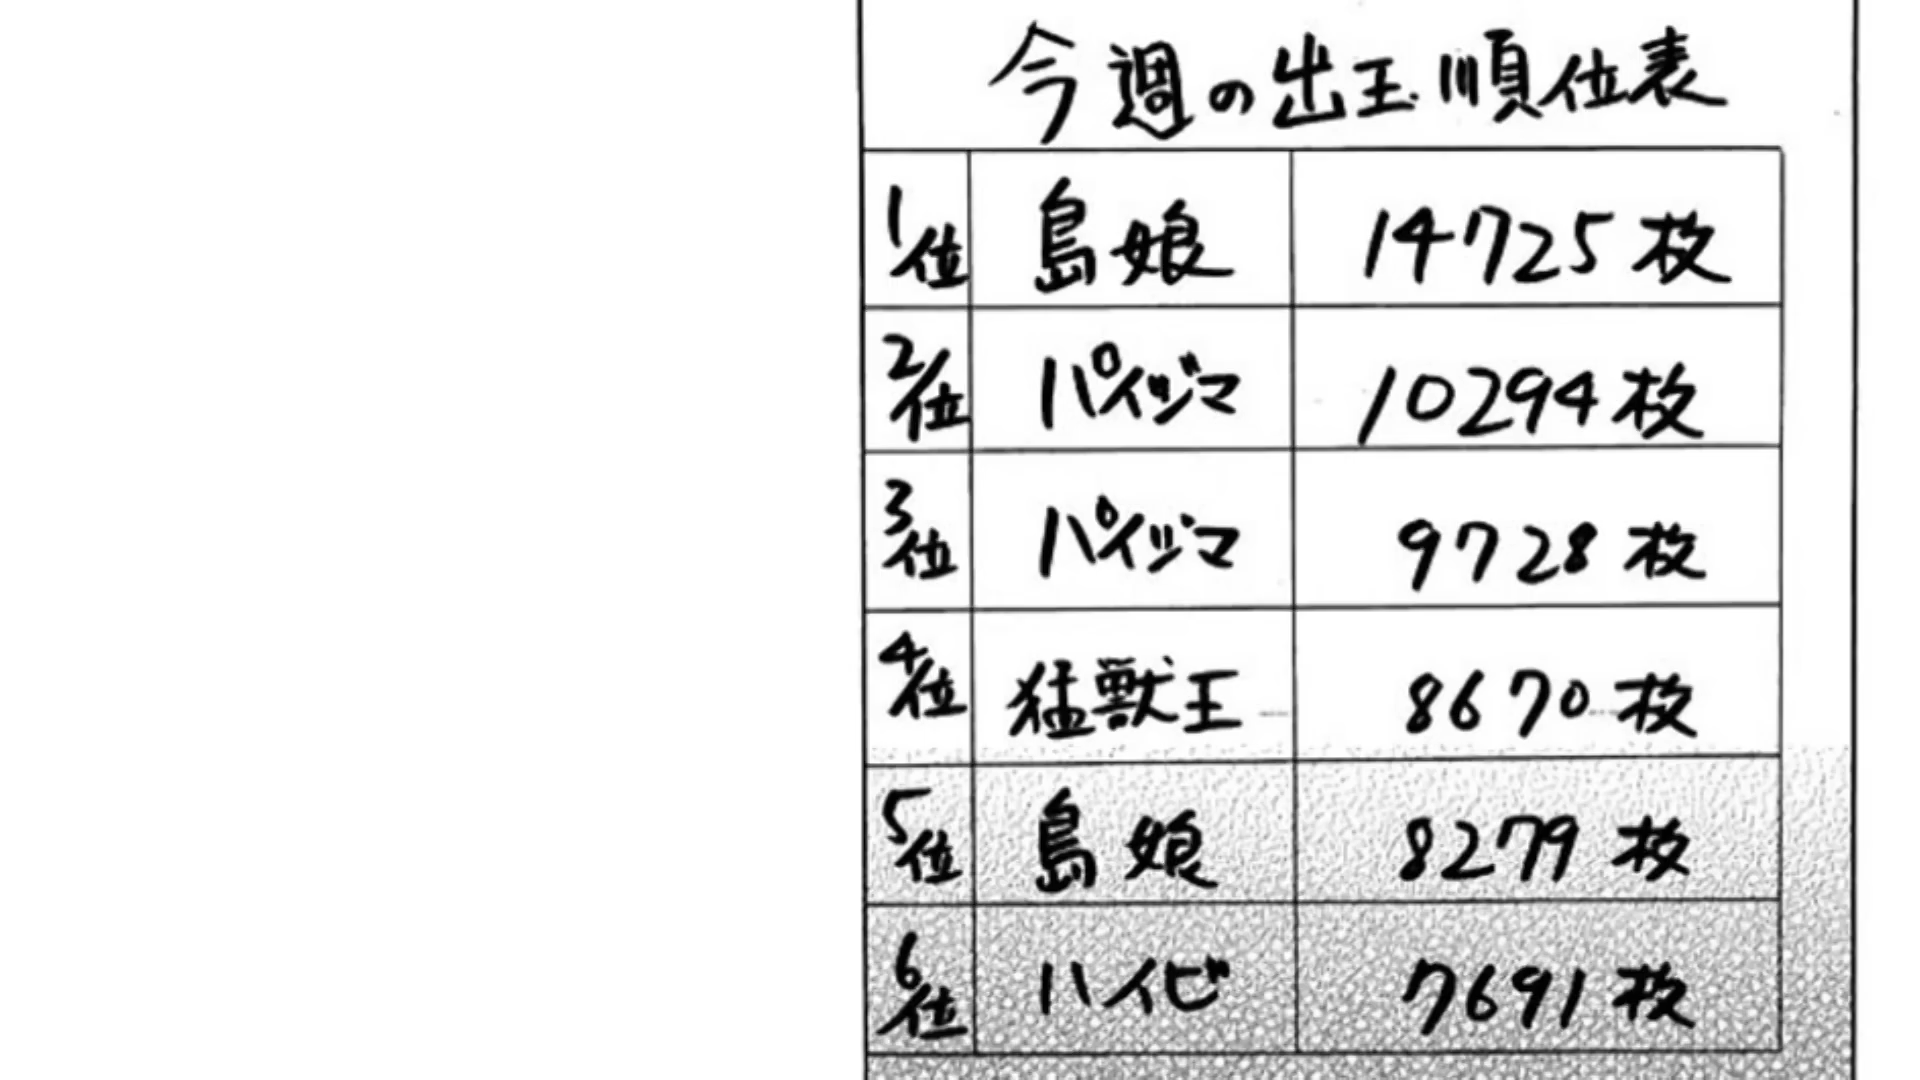 今週の出玉順位表
1位 島娘 14725枚
2位 パイジマ 10294枚
3位 パイジマ 9728枚
4位 猛獣王 8670枚
5位 島娘 8279枚
6位 ハイビ 7691枚